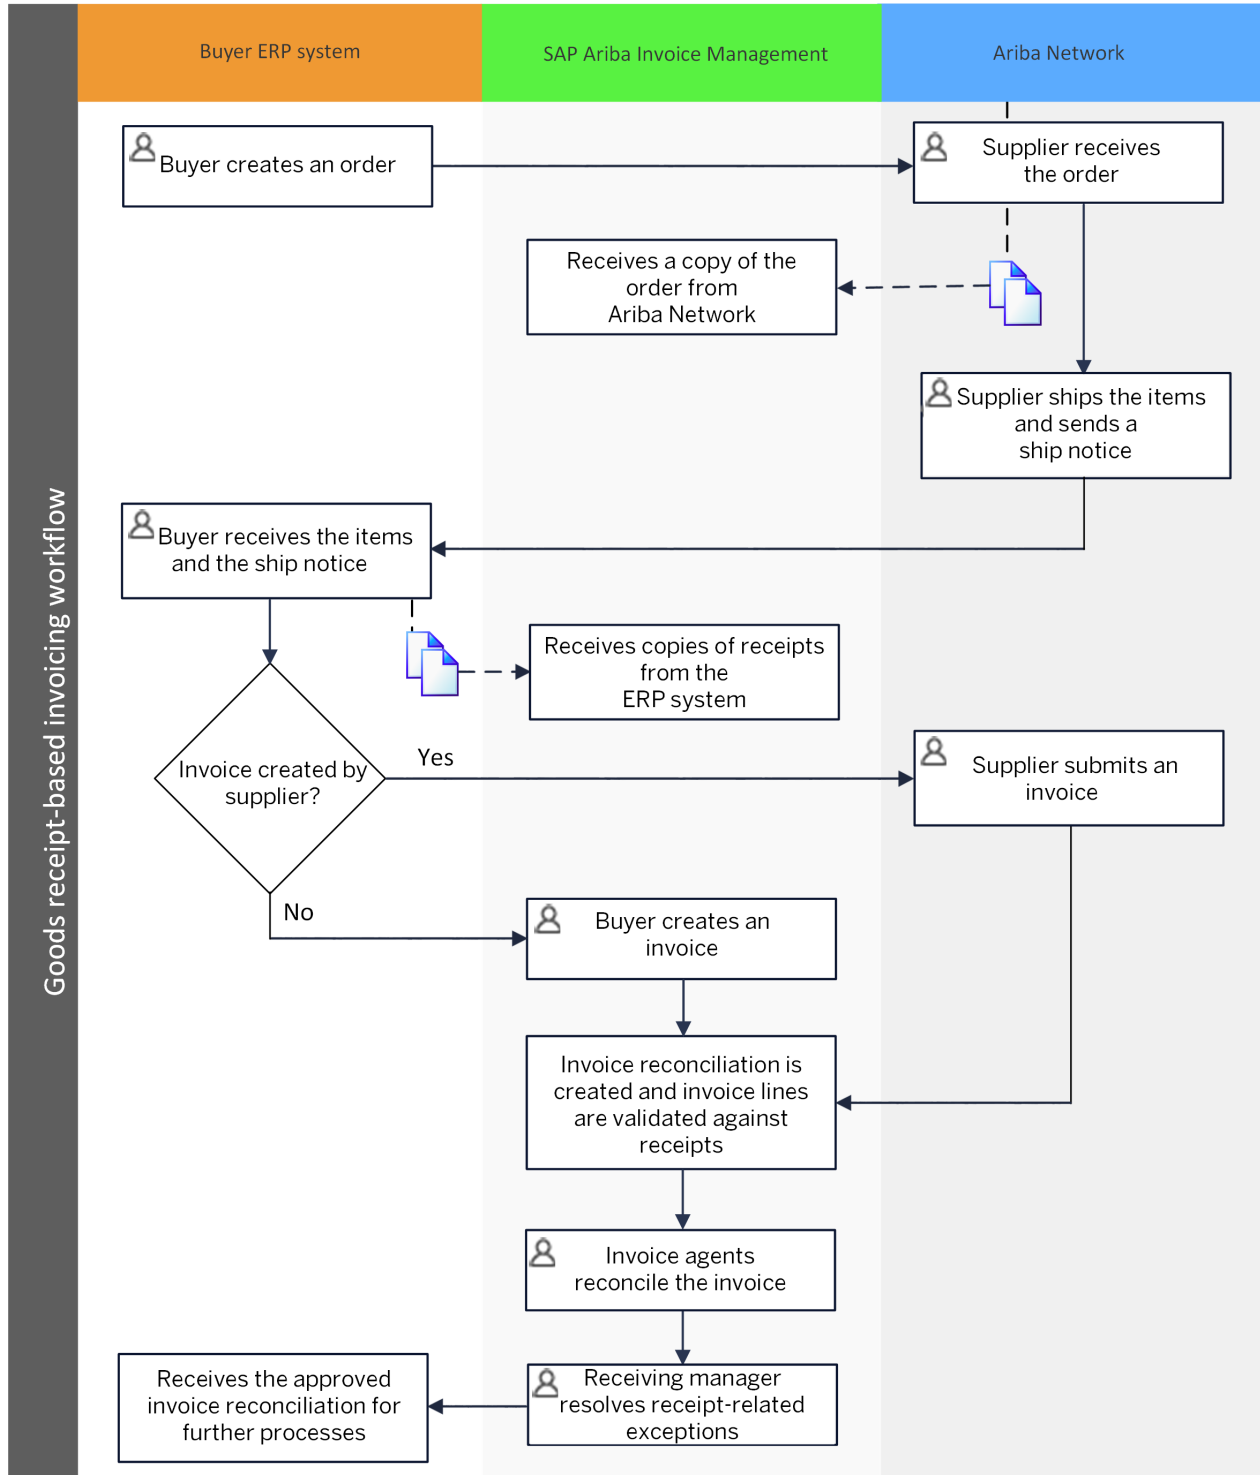 Goods receipt-based invoicing workflow
Buyer ERP system
SAP Ariba Invoice Management
Ariba Network
Buyer creates an order
Supplier receives
the order
Receives a copy of the
order from
Ariba Network
Supplier ships the items
and sends a
ship notice
Buyer receives the items
and the ship notice
Receives copies of receipts
from the
ERP system
Invoice created by
supplier?
Yes
Supplier submits an
invoice
No
Buyer creates an
invoice
Invoice reconciliation is
created and invoice lines
are validated against
receipts
Invoice agents
reconcile the invoice
Receiving manager
resolves receipt-related
exceptions
Receives the approved
invoice reconciliation for
further processes